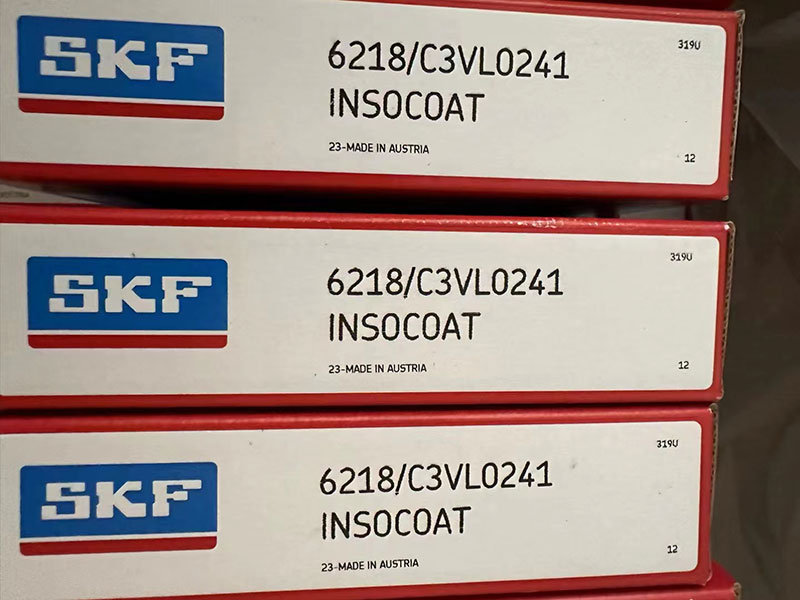 SKF
6218/C3VL0241
319U
INSOCOAT
23-MADE IN AUSTRIA
12
SKF
6218/C3VL0241
319U
INSOCOAT
23-MADE IN AUSTRIA
12
SKF
6218/C3VL0241
319U
INSOCOAT
23-MADE IN AUSTRIA
12